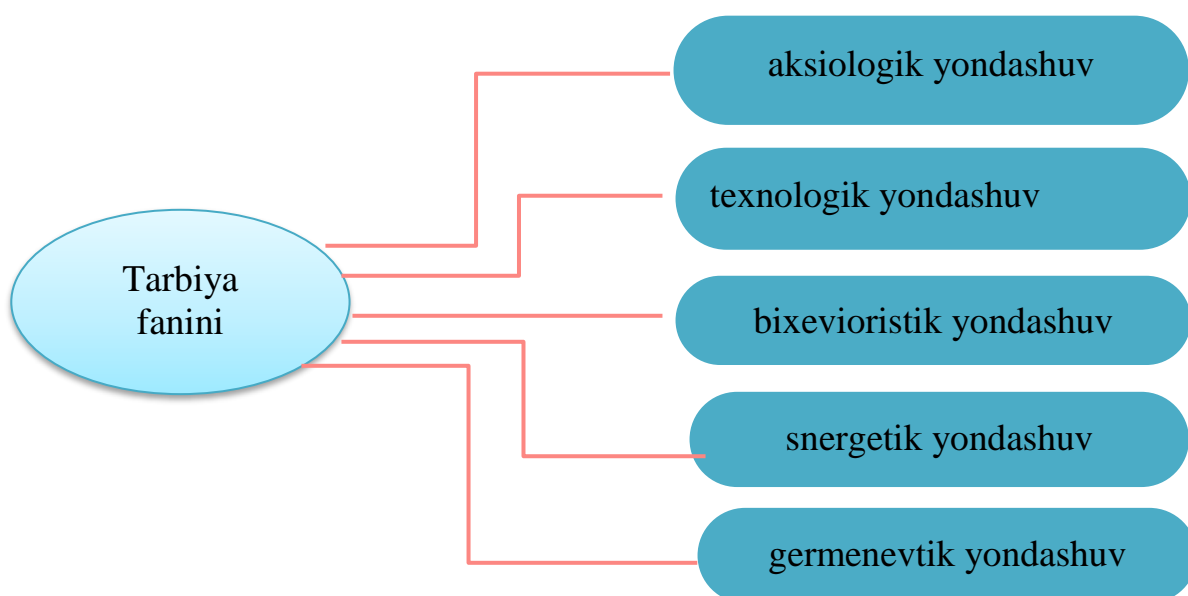 aksiologik yondashuv
texnologik yondashuv
Tarbiya
fanini
bixevioristik yondashuv
snergetik yondashuv
germenevtik yondashuv